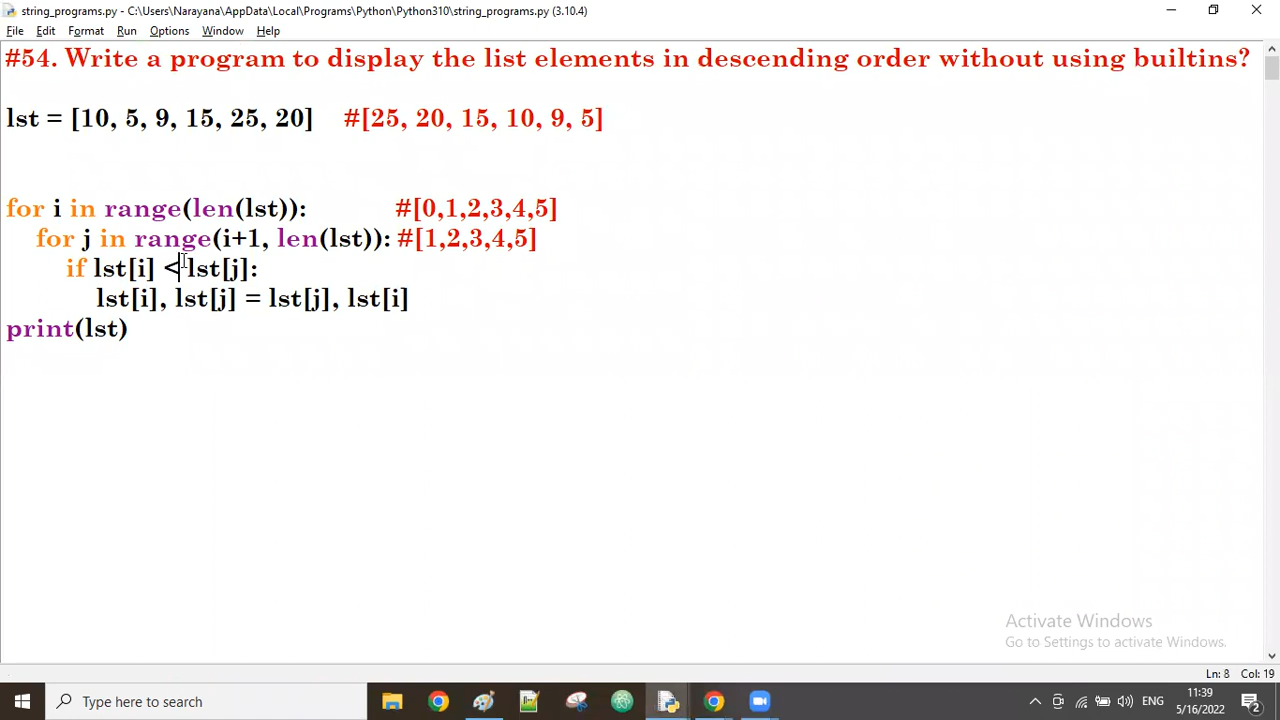 string_programs.py - C:\Users\Narayana\AppData\Local\Programs\Python\Python310\string_programs.py (3.10.4)
File Edit Format Run Options Window Help
#54. Write a program to display the list elements in descending order without using builtins?
lst = [10, 5, 9, 15, 25, 20] #[25, 20, 15, 10, 9, 5]
for i in range(len(lst)): #[0,1,2,3,4,5]
for j in range(i+1, len(lst)): #[1,2,3,4,5]
if lst[i] < lst[j]:
lst[i], lst[j] = lst[j], lst[i]
print(lst)
Activate Windows
Go to Settings to activate Windows.
Ln: 8 Col: 19
Type here to search
ENG
11:39
5/16/2022
2